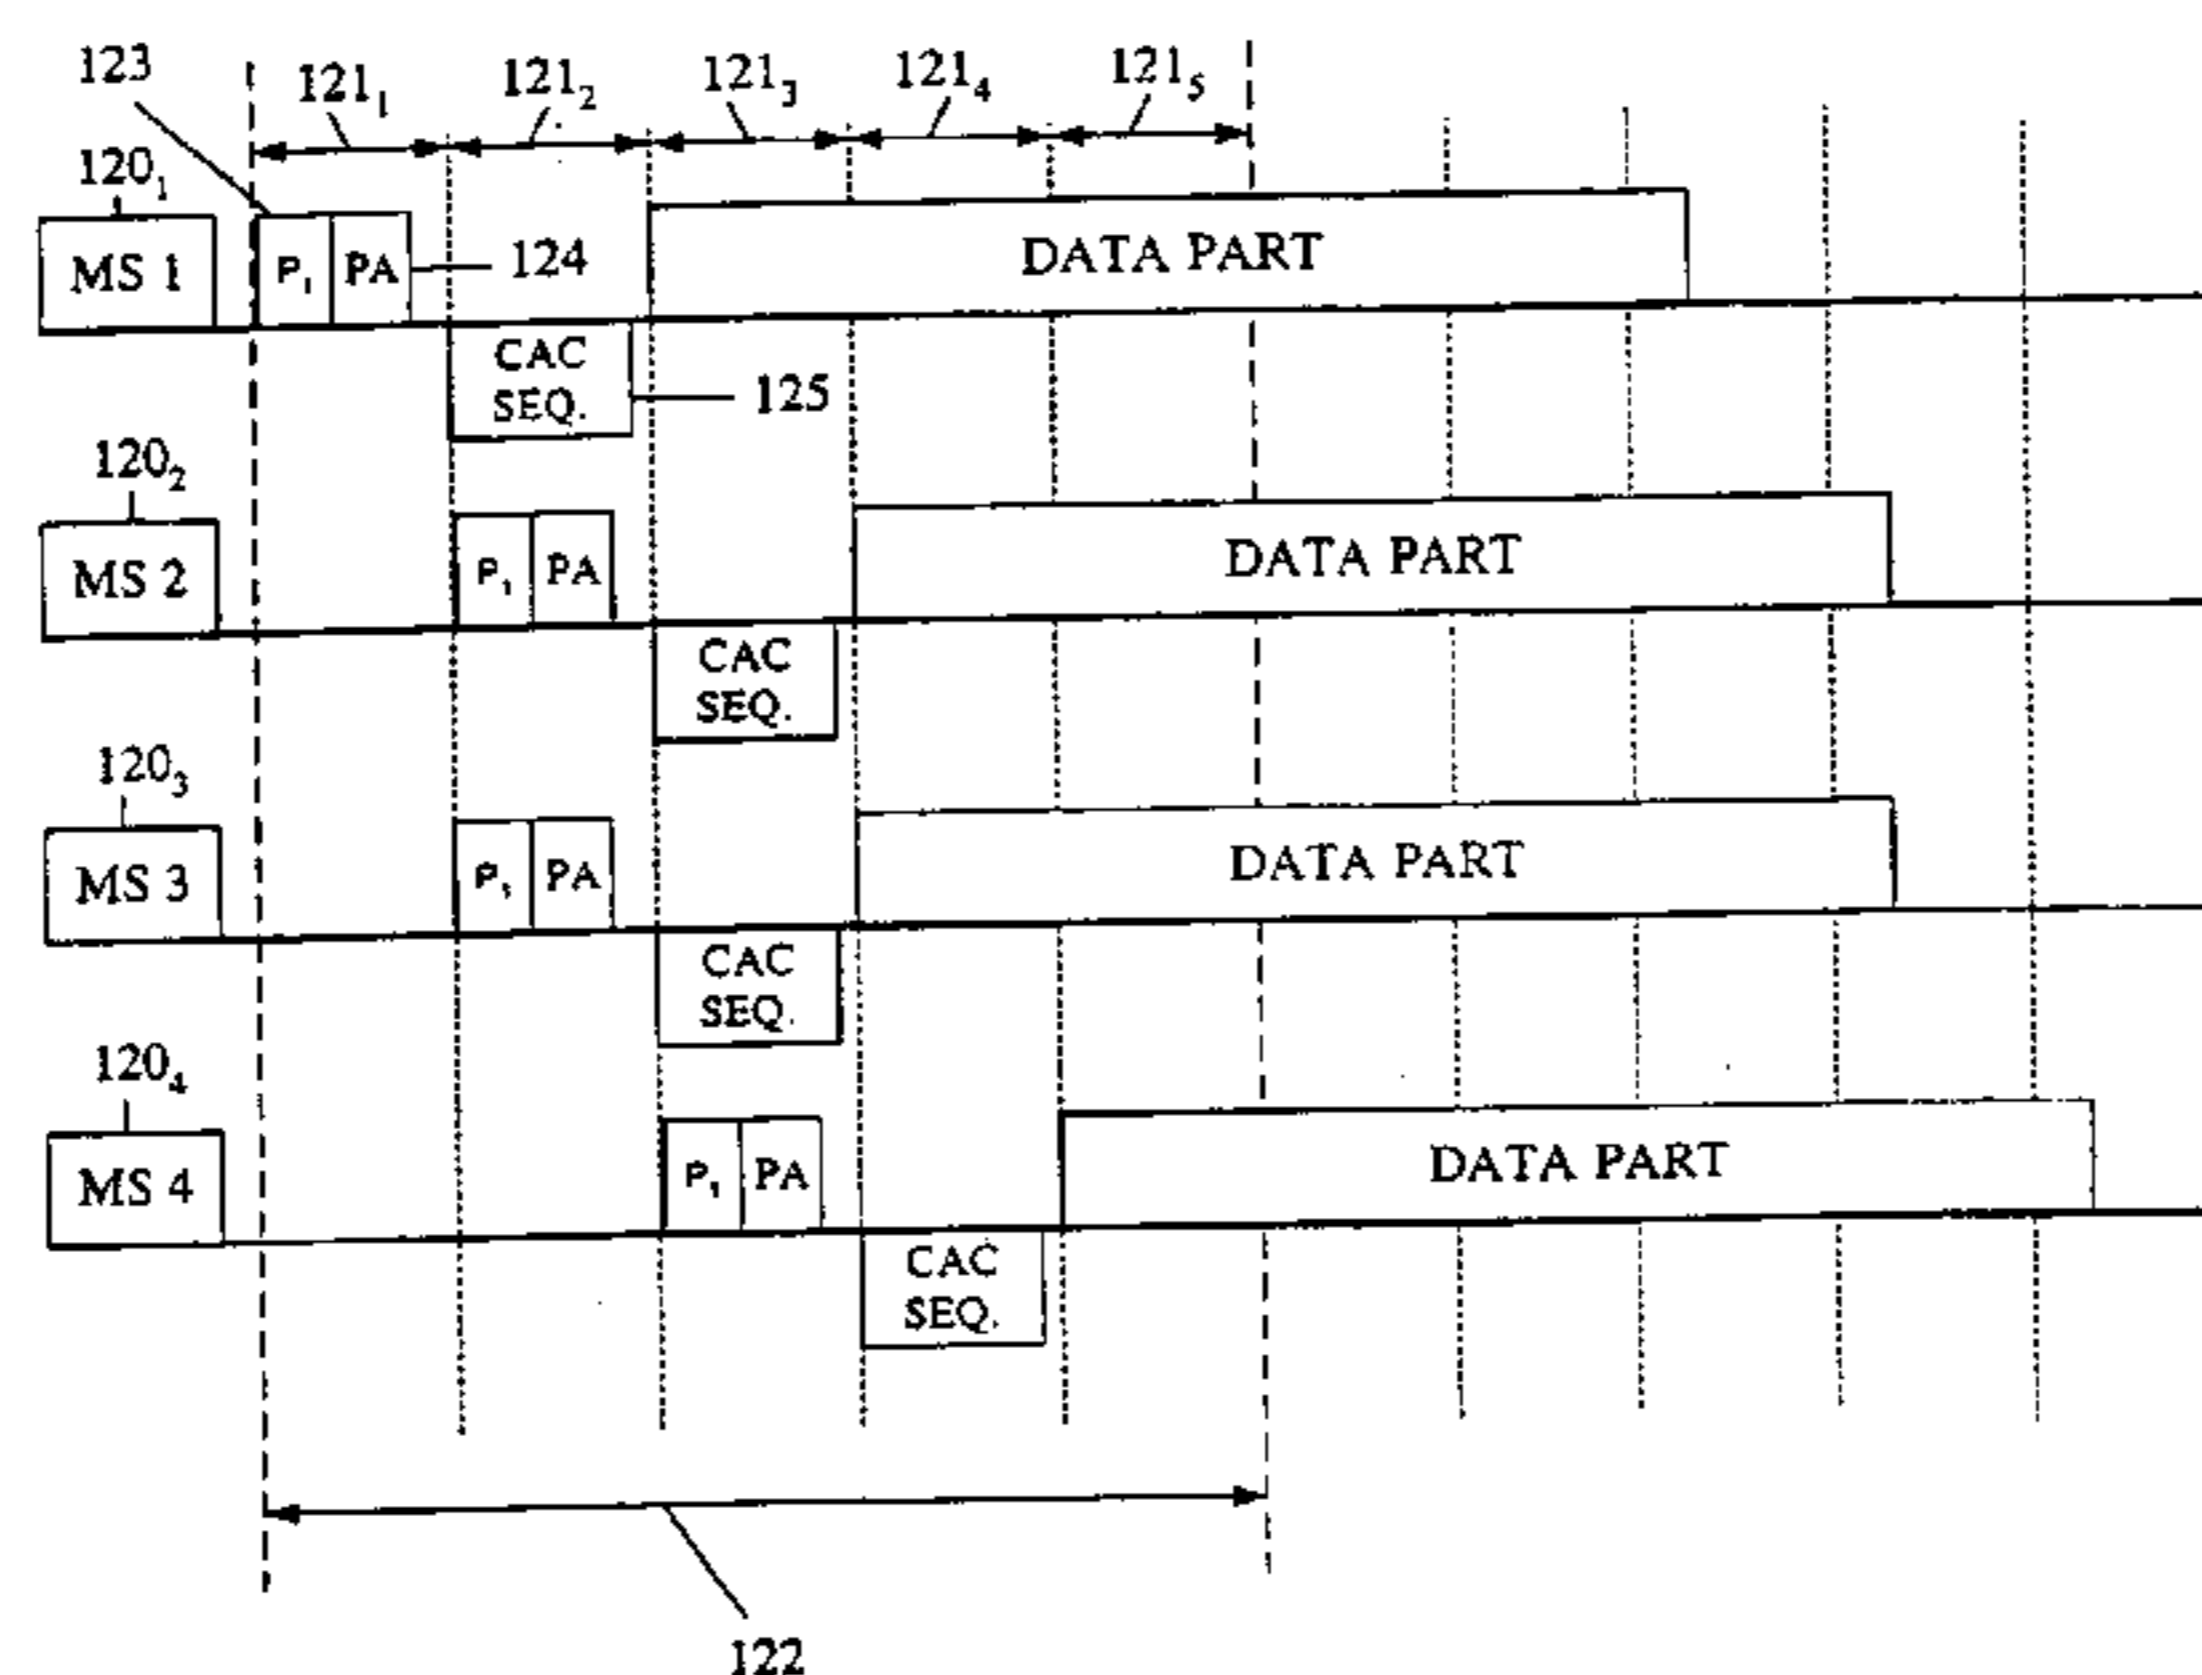 123 121₁ 121₂ 121₃ 121₄ 121₅
120₁
MS 1 P₁ PA 124 DATA PART
CAC
SEQ. 125
120₂
MS 2 P₁ PA DATA PART
CAC
SEQ.
120₃
MS 3 P₁ PA DATA PART
CAC
SEQ.
120₄
MS 4 P₁ PA DATA PART
CAC
SEQ.
122